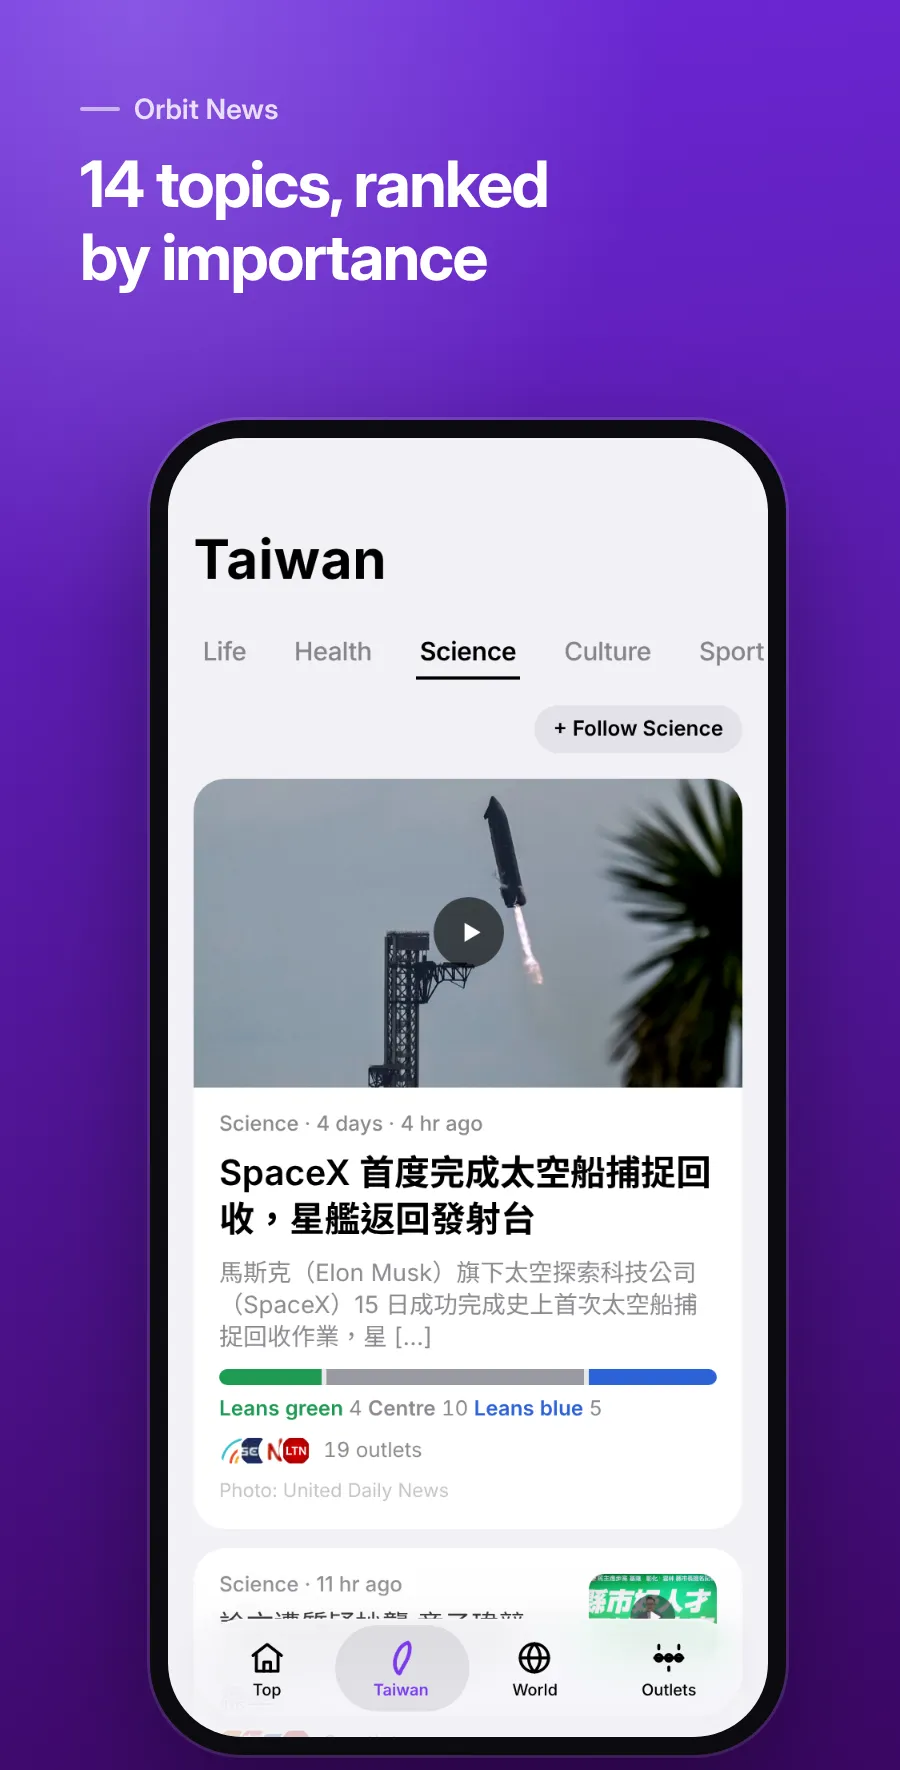 Orbit News
14 topics, ranked
by importance
Taiwan
Life Health Science Culture Sport
+ Follow Science
Science · 4 days · 4 hr ago
SpaceX 首度完成太空船捕捉回
收，星艦返回發射台
馬斯克（Elon Musk）旗下太空探索科技公司
（SpaceX）15 日成功完成史上首次太空船捕
捉回收作業，星 [...]
Leans green 4 Centre 10 Leans blue 5
LTN 19 outlets
Photo: United Daily News
Science · 11 hr ago
Top Taiwan World Outlets